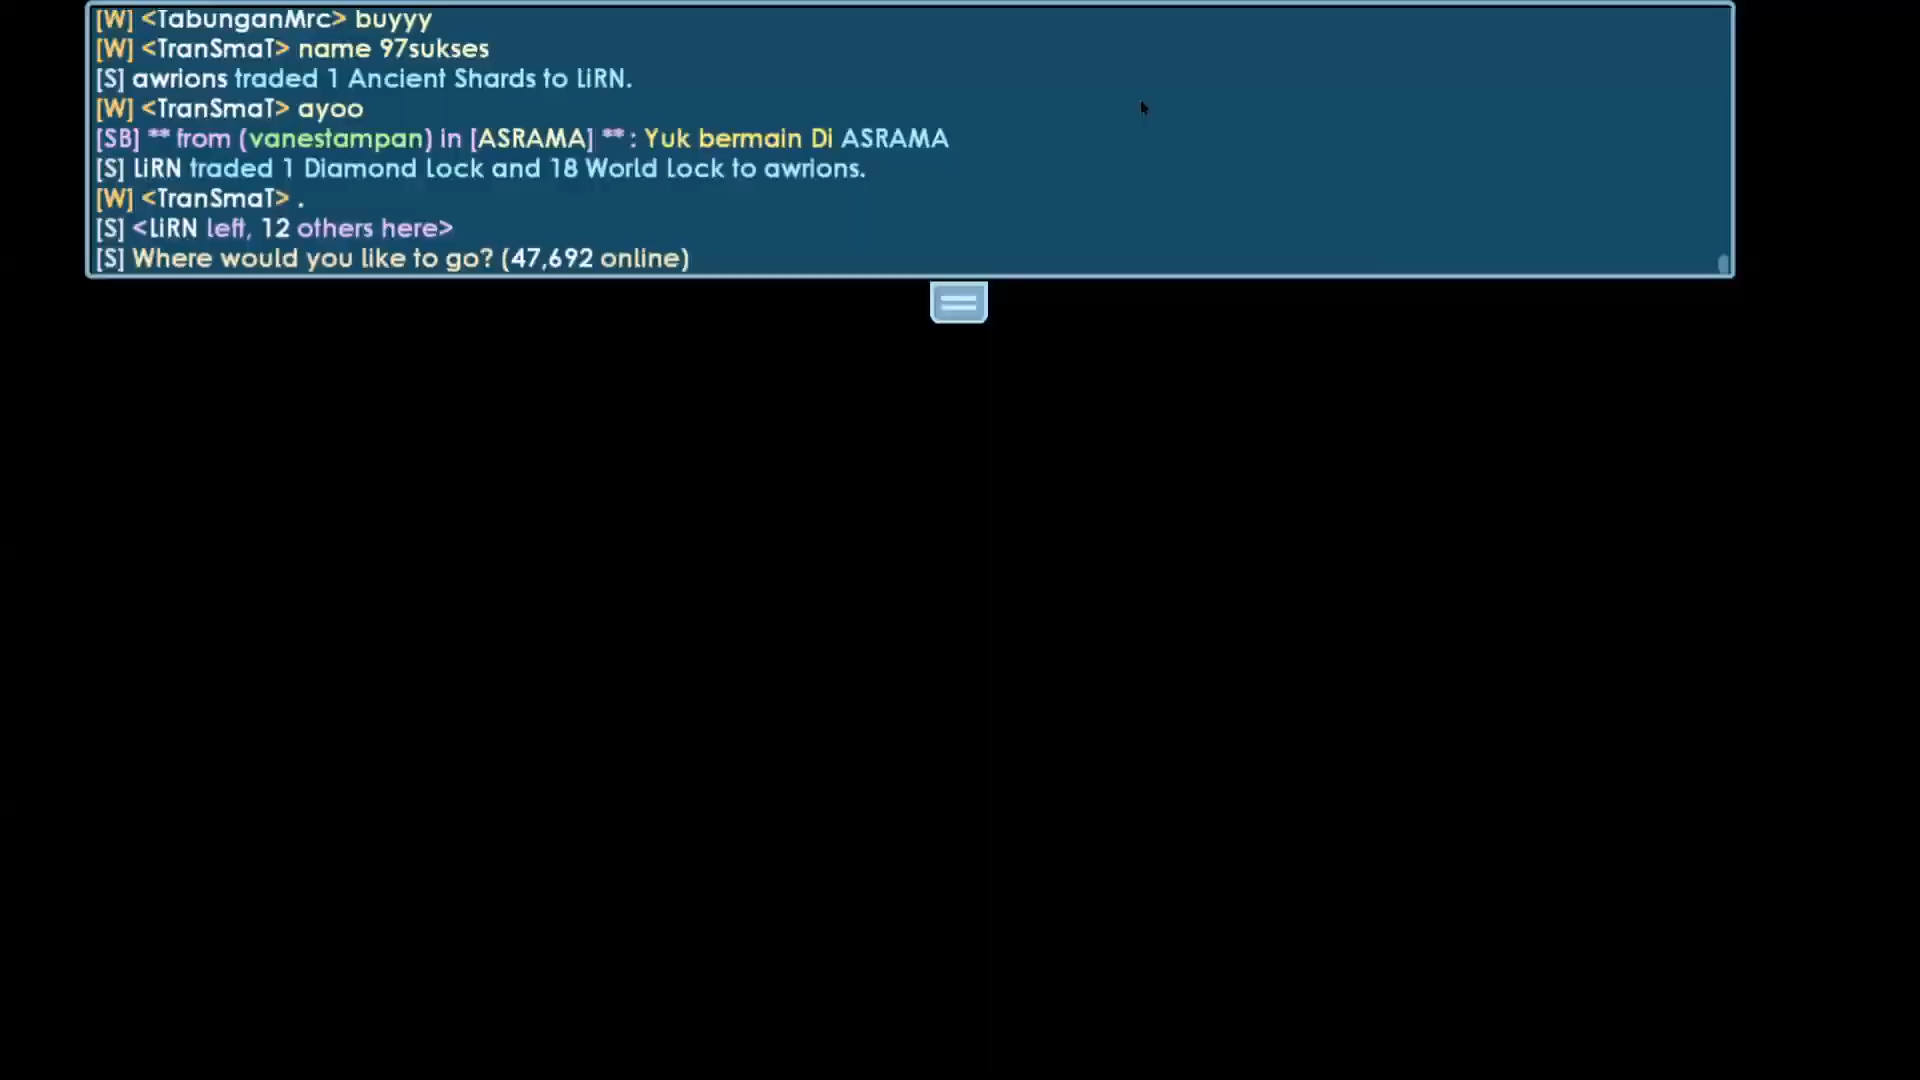 [W] <TabunganMrc> buyyy
[W] <TranSmaT> name 97sukses
[S] awrions traded 1 Ancient Shards to LiRN.
[W] <TranSmaT> ayoo
[SB] ** from (vanestampan) in [ASRAMA] ** : Yuk bermain Di ASRAMA
[S] LiRN traded 1 Diamond Lock and 18 World Lock to awrions.
[W] <TranSmaT> .
[S] <LiRN left, 12 others here>
[S] Where would you like to go? (47,692 online)